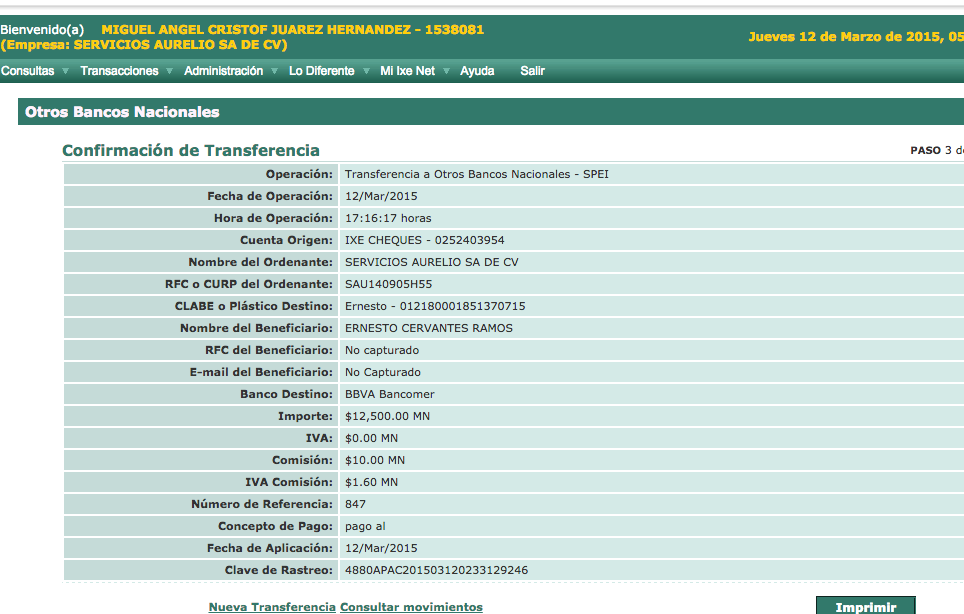 Bienvenido(a) MIGUEL ANGEL CRISTOF JUAREZ HERNANDEZ - 1538081
(Empresa: SERVICIOS AURELIO SA DE CV)
Jueves 12 de Marzo de 2015, 05
Consultas Transacciones Administración Lo Diferente Mi Ixe Net Ayuda Salir
Otros Bancos Nacionales
Confirmación de Transferencia
PASO 3 de
Operación: Transferencia a Otros Bancos Nacionales - SPEI
Fecha de Operación: 12/Mar/2015
Hora de Operación: 17:16:17 horas
Cuenta Origen: IXE CHEQUES - 0252403954
Nombre del Ordenante: SERVICIOS AURELIO SA DE CV
RFC o CURP del Ordenante: SAU140905H55
CLABE o Plástico Destino: Ernesto - 012180001851370715
Nombre del Beneficiario: ERNESTO CERVANTES RAMOS
RFC del Beneficiario: No capturado
E-mail del Beneficiario: No Capturado
Banco Destino: BBVA Bancomer
Importe: $12,500.00 MN
IVA: $0.00 MN
Comisión: $10.00 MN
IVA Comisión: $1.60 MN
Número de Referencia: 847
Concepto de Pago: pago al
Fecha de Aplicación: 12/Mar/2015
Clave de Rastreo: 4880APAC201503120233129246
Nueva Transferencia Consultar movimientos
Imprimir